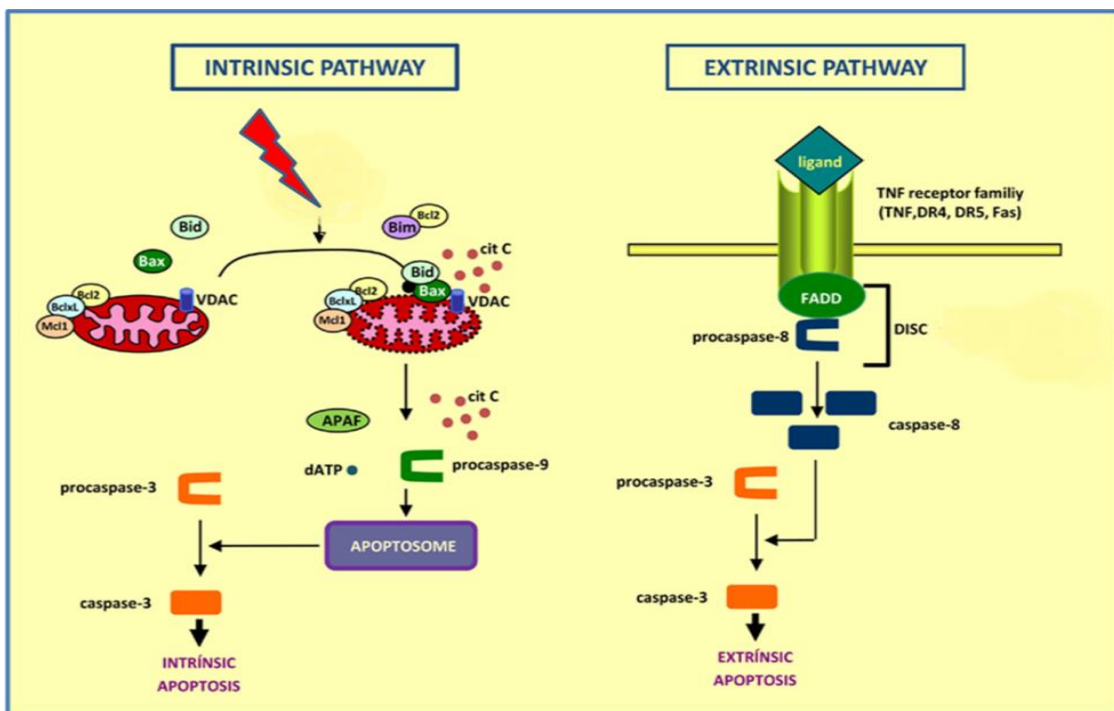 INTRINSIC PATHWAY
Bid
Bax
Bcl2
BclxL
Mcl1
VDAC
Bim
Bcl2
cit C
Bid
Bax
Bcl2
BclxL
Mcl1
VDAC
cit C
APAF
dATP
procaspase-9
procaspase-3
APOPTOSOME
caspase-3
INTRÍNSIC
APOPTOSIS
EXTRINSIC PATHWAY
ligand
TNF receptor familiy
(TNF,DR4, DR5, Fas)
FADD
procaspase-8
DISC
caspase-8
procaspase-3
caspase-3
EXTRÍNSIC
APOPTOSIS